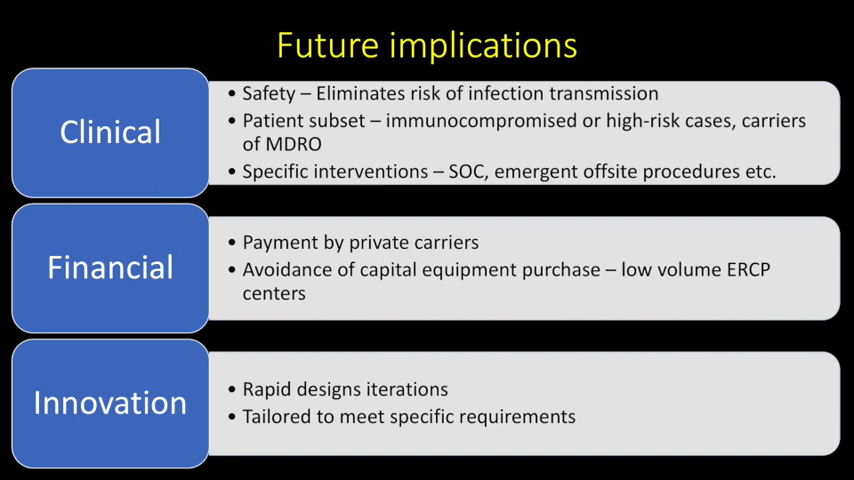 Future implications
Clinical
• Safety – Eliminates risk of infection transmission
• Patient subset – immunocompromised or high-risk cases, carriers
of MDRO
• Specific interventions – SOC, emergent offsite procedures etc.
Financial
• Payment by private carriers
• Avoidance of capital equipment purchase – low volume ERCP
centers
Innovation
• Rapid designs iterations
• Tailored to meet specific requirements